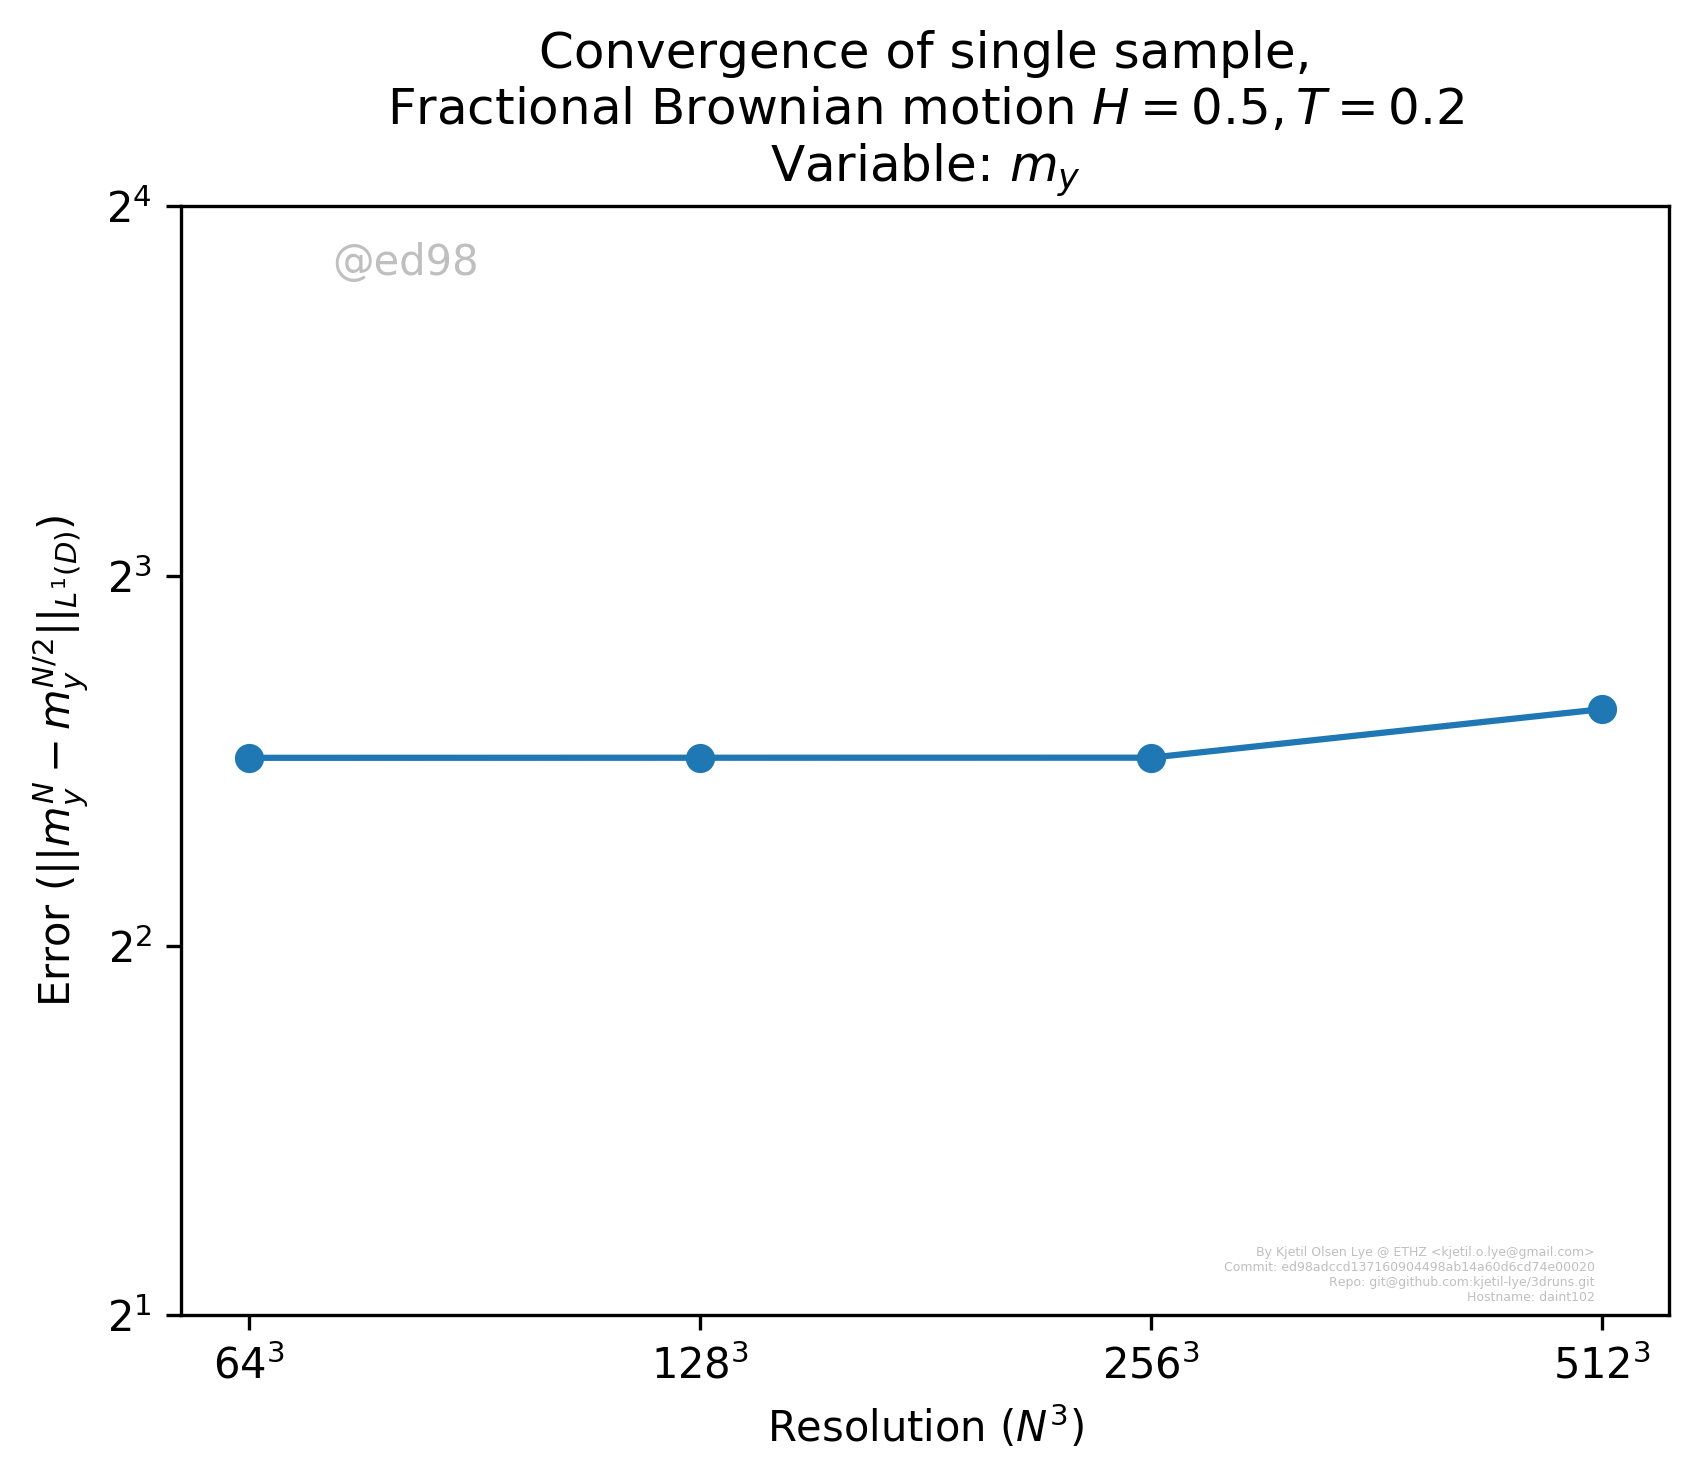 Convergence of single sample,
Fractional Brownian motion H = 0.5, T = 0.2
Variable: m_y
2^4
@ed98
2^3
Error (||m_y^N − m_y^{N/2}||_{L^1(D)})
2^2
By Kjetil Olsen Lye @ ETHZ <kjetil.o.lye@gmail.com>
Commit: ed98adccd137160904498ab14a60d6cd74e00020
Repo: git@github.com:kjetil-lye/3druns.git
Hostname: daint102
2^1
64^3 128^3 256^3 512^3
Resolution (N^3)